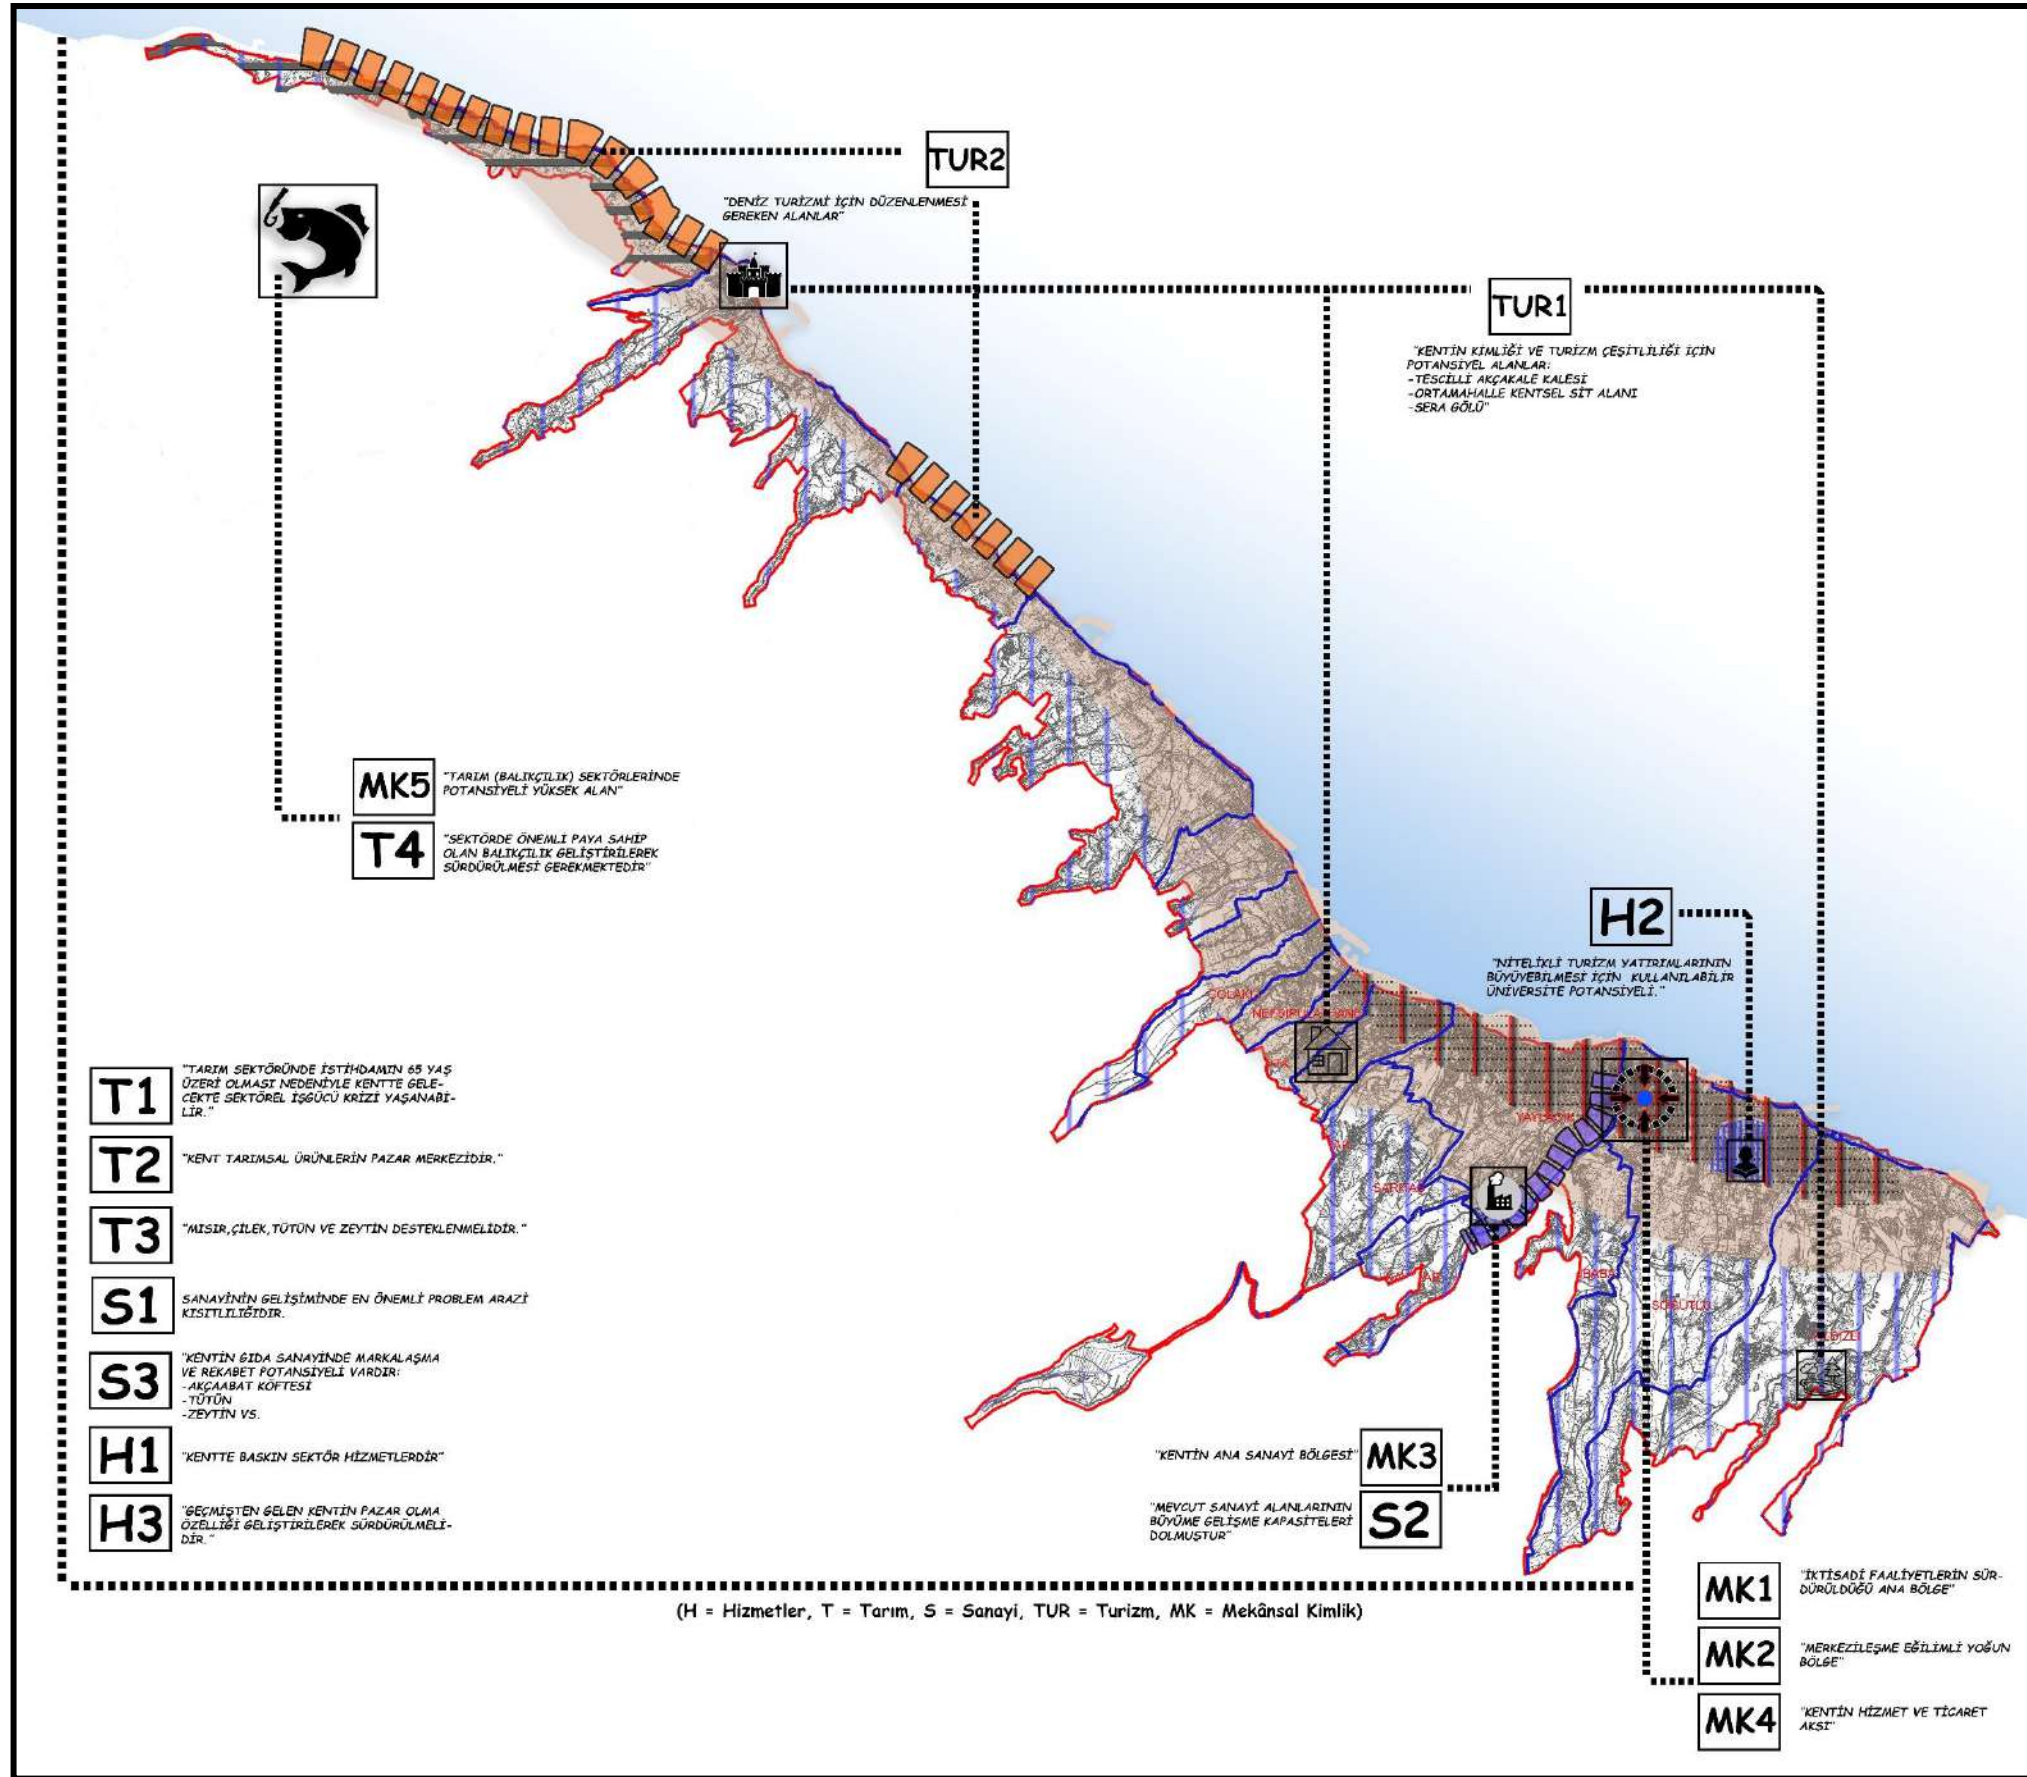 TUR2
"DENİZ TURİZMİ İÇİN DÜZENLENMESİ
GEREKEN ALANLAR"
TUR1
"KENTİN KİMLİĞİ VE TURİZM ÇEŞİTLİLİĞİ İÇİN
POTANSİYEL ALANLAR:
-TESCİLLİ AKÇAKALE KALESİ
-ORTAMAHALLE KENTSEL SİT ALANI
-SERA GÖLÜ"
MK5
"TARIM (BALIKÇILIK) SEKTÖRLERİNDE
POTANSİYELİ YÜKSEK ALAN"
T4
"SEKTÖRDE ÖNEMLİ PAYA SAHİP
OLAN BALIKÇILIK GELİŞTİRİLEREK
SÜRDÜRÜLMESİ GEREKMEKTEDİR"
H2
"NİTELİKLİ TURİZM YATIRIMLARININ
BÜYÜYEBİLMESİ İÇİN KULLANILABİLİR
ÜNİVERSİTE POTANSİYELİ."
SÖĞÜTLÜ
T1
"TARIM SEKTÖRÜNDE İSTİHDAMIN 65 YAŞ
ÜZERİ OLMASI NEDENİYLE KENTTE GELE-
CEKTE SEKTÖREL İŞGÜCÜ KRİZİ YAŞANABİ-
LİR."
T2
"KENT TARIMSAL ÜRÜNLERİN PAZAR MERKEZİDİR."
T3
"MISIR,ÇİLEK,TÜTÜN VE ZEYTİN DESTEKLENMELİDİR."
S1
SANAYİNİN GELİŞİMİNDE EN ÖNEMLİ PROBLEM ARAZİ
KISITLILIĞIDIR.
S3
"KENTİN GIDA SANAYİNDE MARKALAŞMA
VE REKABET POTANSİYELİ VARDIR:
-AKÇAABAT KÖFTESİ
-TÜTÜN
-ZEYTİN VS.
H1
"KENTTE BASKIN SEKTÖR HİZMETLERDİR"
H3
"GEÇMİŞTEN GELEN KENTİN PAZAR OLMA
ÖZELLİĞİ GELİŞTİRİLEREK SÜRDÜRÜLMELİ-
DİR."
"KENTİN ANA SANAYİ BÖLGESİ"
MK3
"MEVCUT SANAYİ ALANLARININ
BÜYÜME GELİŞME KAPASİTELERİ
DOLMUŞTUR"
S2
MK1
"İKTİSADİ FAALİYETLERİN SÜR-
DÜRÜLDÜĞÜ ANA BÖLGE"
MK2
"MERKEZİLEŞME EĞİLİMLİ YOĞUN
BÖLGE"
MK4
"KENTİN HİZMET VE TİCARET
AKSI"
(H = Hizmetler, T = Tarım, S = Sanayi, TUR = Turizm, MK = Mekânsal Kimlik)